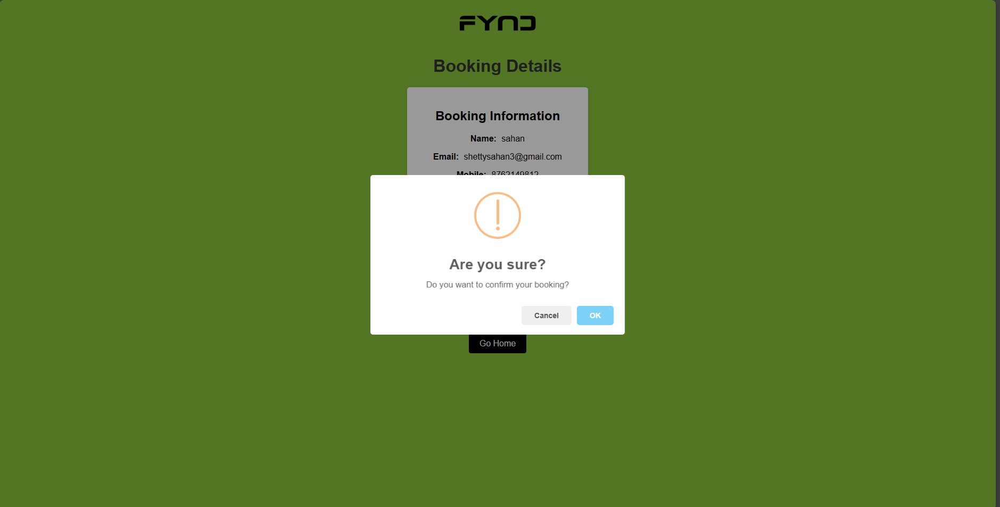 FYND
Booking Details
Booking Information
Name: sahan
Email: shettysahan3@gmail.com
Mobile: 8762149812
Are you sure?
Do you want to confirm your booking?
Cancel OK
Go Home